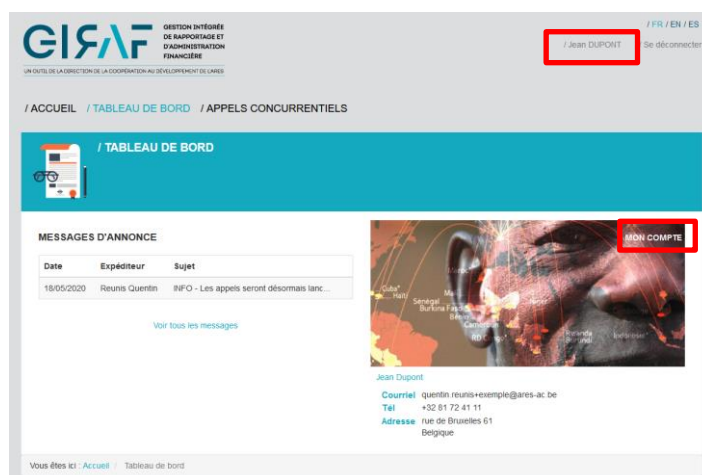 GIRAF
GESTION INTÉGRÉE
DE RAPPORTAGE ET
D'ADMINISTRATION
FINANCIÈRE
UN OUTIL DE LA DIRECTION DE LA COOPÉRATION AU DÉVELOPPEMENT DE L'ARES
/ FR / EN / ES
/ Jean DUPONT / Se déconnecter
/ ACCUEIL / TABLEAU DE BORD / APPELS CONCURRENTIELS
/ TABLEAU DE BORD
MESSAGES D'ANNONCE
Date Expéditeur Sujet
18/05/2020 Reunis Quentin INFO - Les appels seront désormais lanc...
Voir tous les messages
MON COMPTE
Maroc
Cuba
Haïti
Sénégal
Mali
Niger
Burkina Faso
Bénin
Cameroun
Rwanda
Burundi
Indonésie
RD C
Jean Dupont
Courriel quentin.reunis+exemple@ares-ac.be
Tél +32 81 72 41 11
Adresse rue de Bruxelles 61
Belgique
Vous êtes ici : Accueil / Tableau de bord